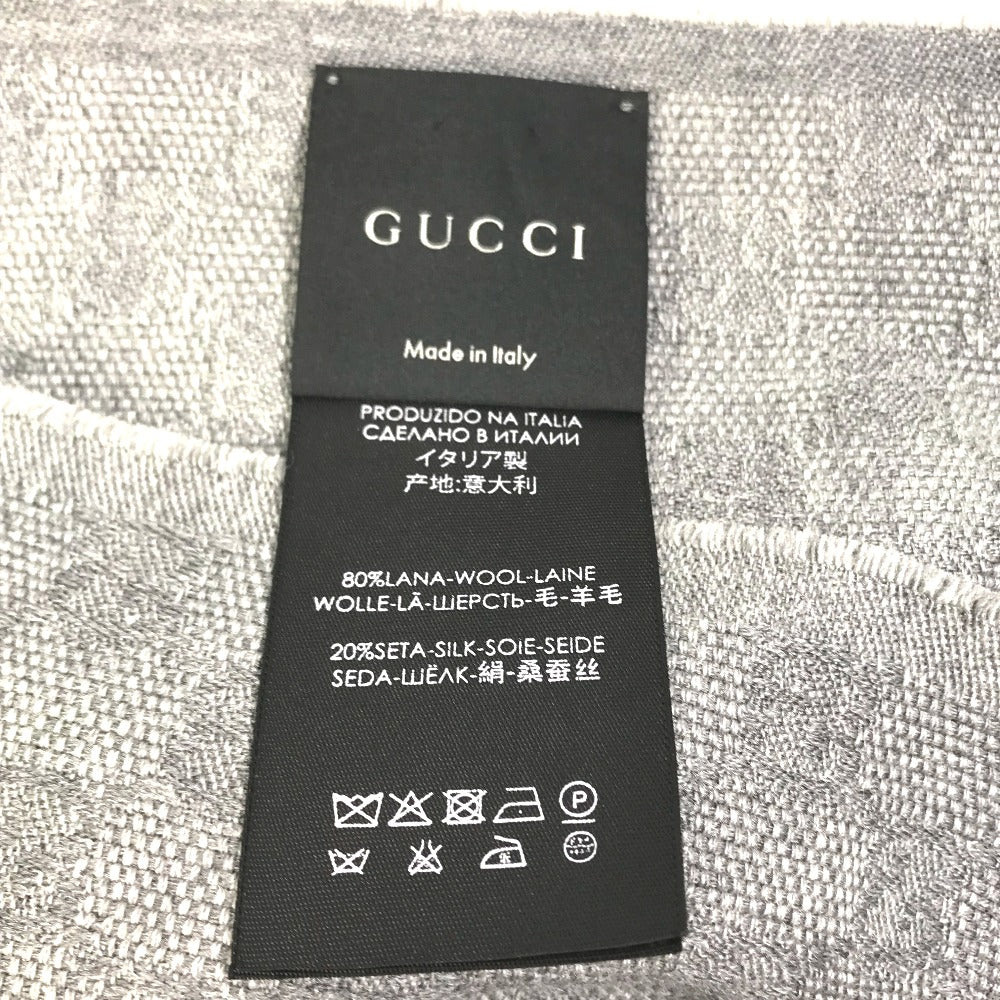 GUCCI
Made in Italy
PRODUZIDO NA ITALIA
СДЕЛАНО В ИТАЛИИ
イタリア製
产地:意大利
80%LANA-WOOL-LAINE
WOLLE-LÃ-ШЕРСТЬ-毛-羊毛
20%SETA-SILK-SOIE-SEIDE
SEDA-ШЁЛК-絹-桑蚕丝
P